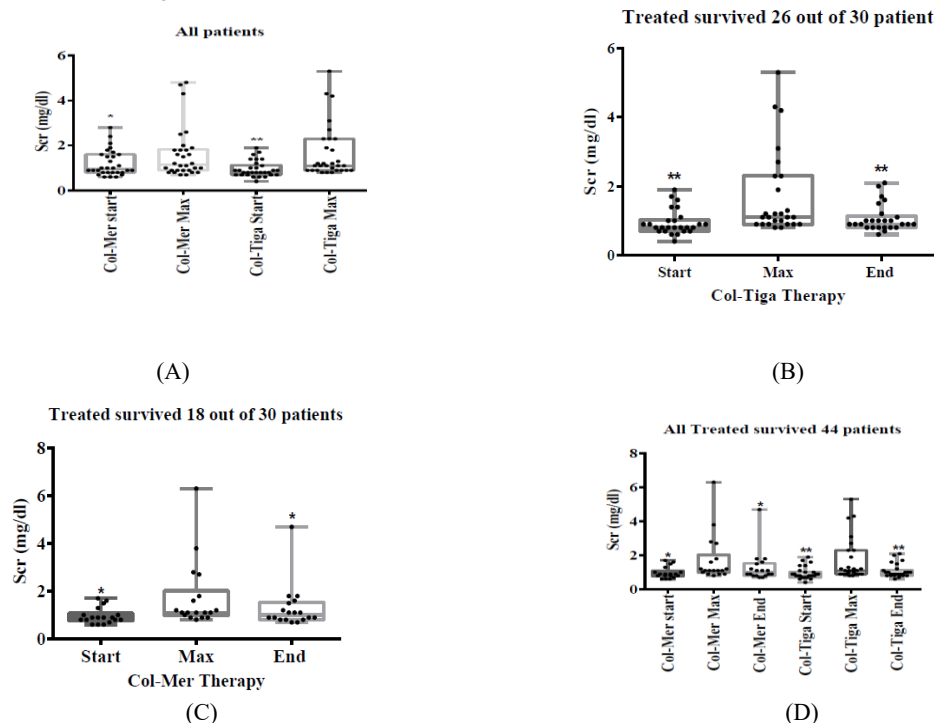 All patients
6
4
2
0
Scr (mg/dl)
*
**
Col-Mer start
Col-Mer Max
Col-Tiga Start
Col-Tiga Max
(A)
Treated survived 26 out of 30 patient
6
4
2
0
Scr (mg/dl)
**
**
Start Max End
Col-Tiga Therapy
(B)
Treated survived 18 out of 30 patients
8
6
4
2
0
Scr (mg/dl)
*
*
Start Max End
Col-Mer Therapy
(C)
All Treated survived 44 patients
8
6
4
2
0
Scr (mg/dl)
*
*
**
**
Col-Mer start
Col-Mer Max
Col-Mer End
Col-Tiga Start
Col-Tiga Max
Col-Tiga End
(D)